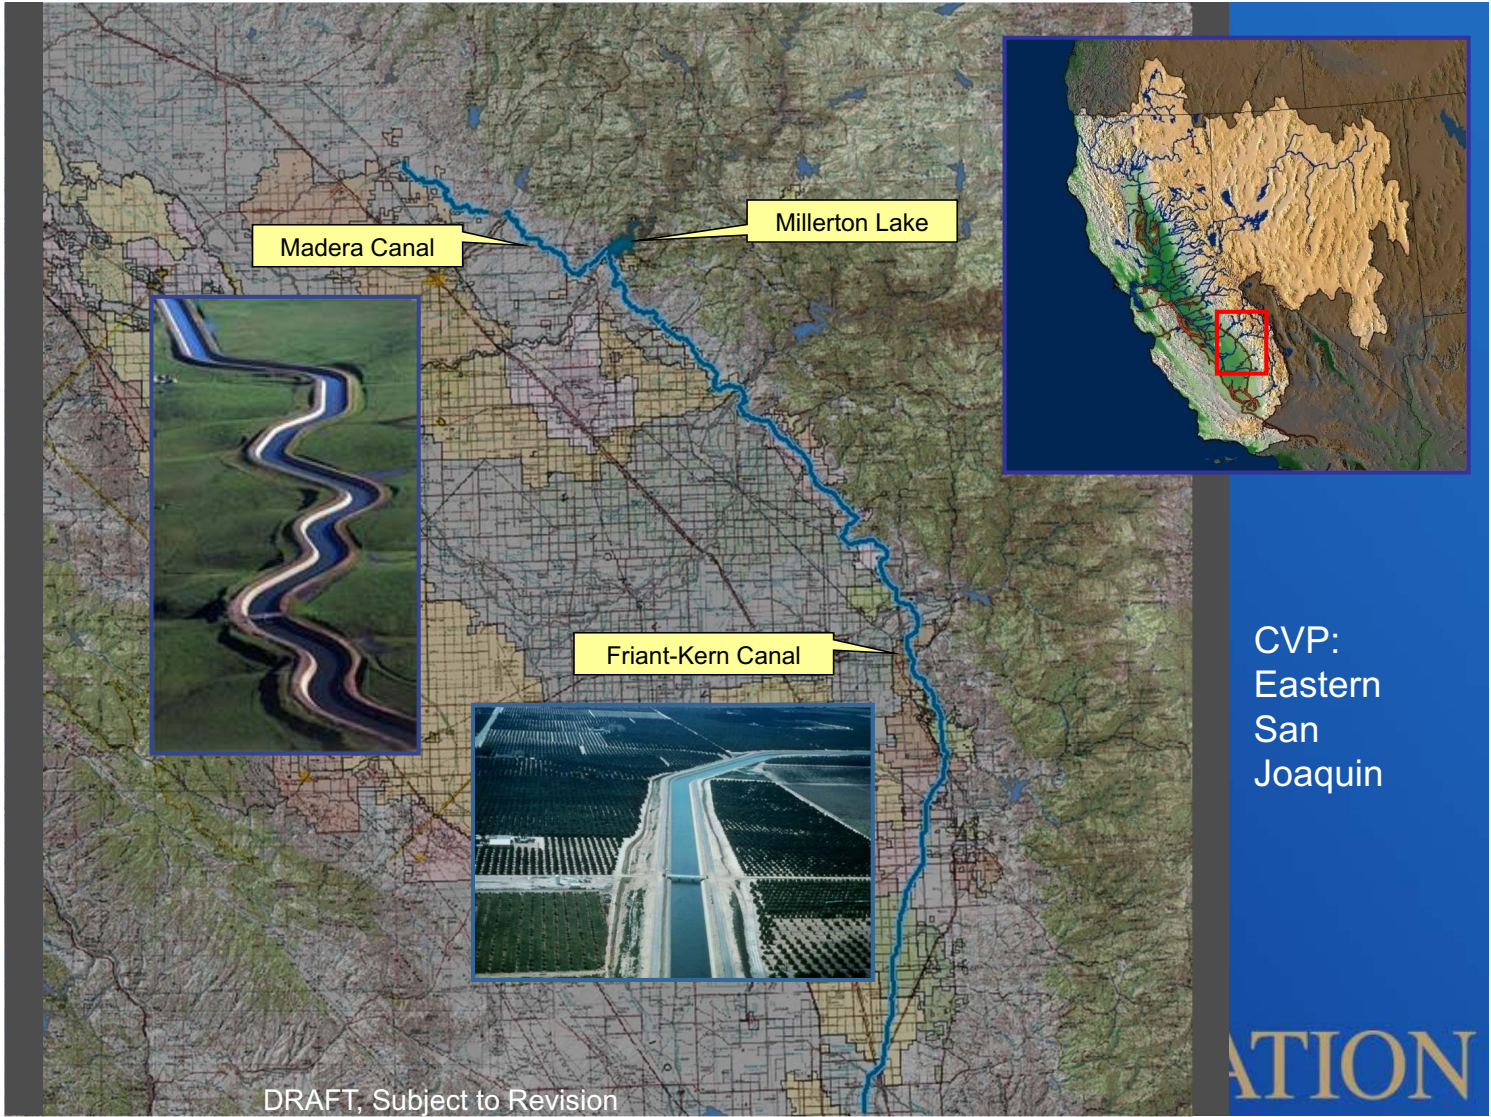 Millerton Lake
Madera Canal
Friant-Kern Canal
CVP:
Eastern
San
Joaquin
DRAFT, Subject to Revision
ATION